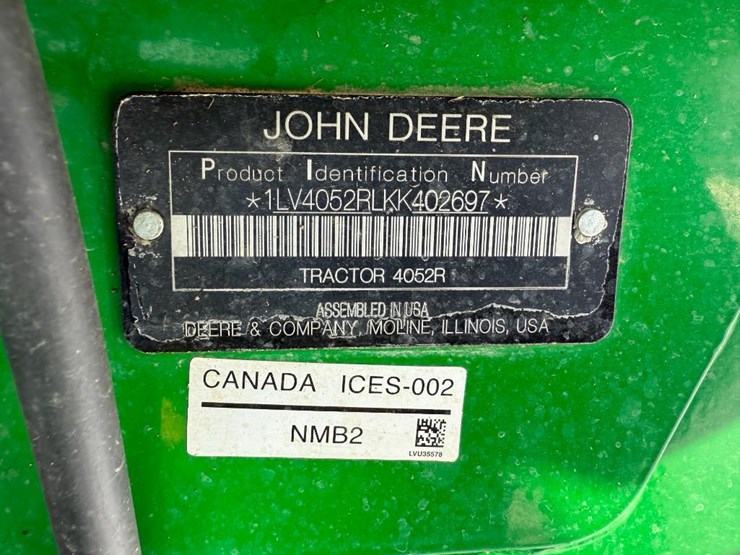 JOHN DEERE
Product Identification Number
*1LV4052RLKK402697*
TRACTOR 4052R
ASSEMBLED IN USA
DEERE & COMPANY, MOLINE, ILLINOIS, USA
CANADA ICES-002
NMB2
LVU35578